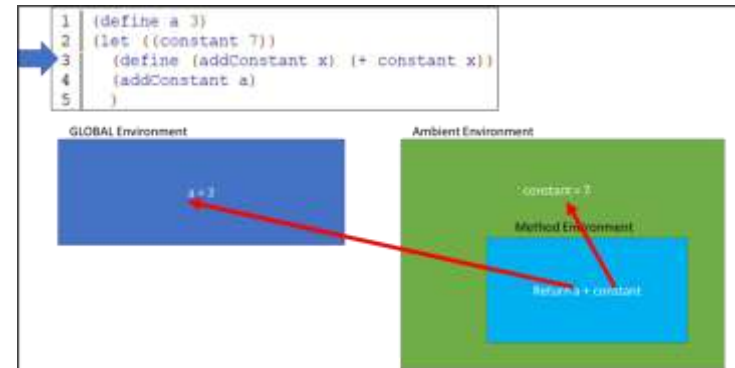 1 (define a 3)
2 (let ((constant 7))
3 (define (addConstant x) (+ constant x))
4 (addConstant a)
5 )
GLOBAL Environment
Ambient Environment
a = 3
constant = 7
Method Environment
Return a + constant